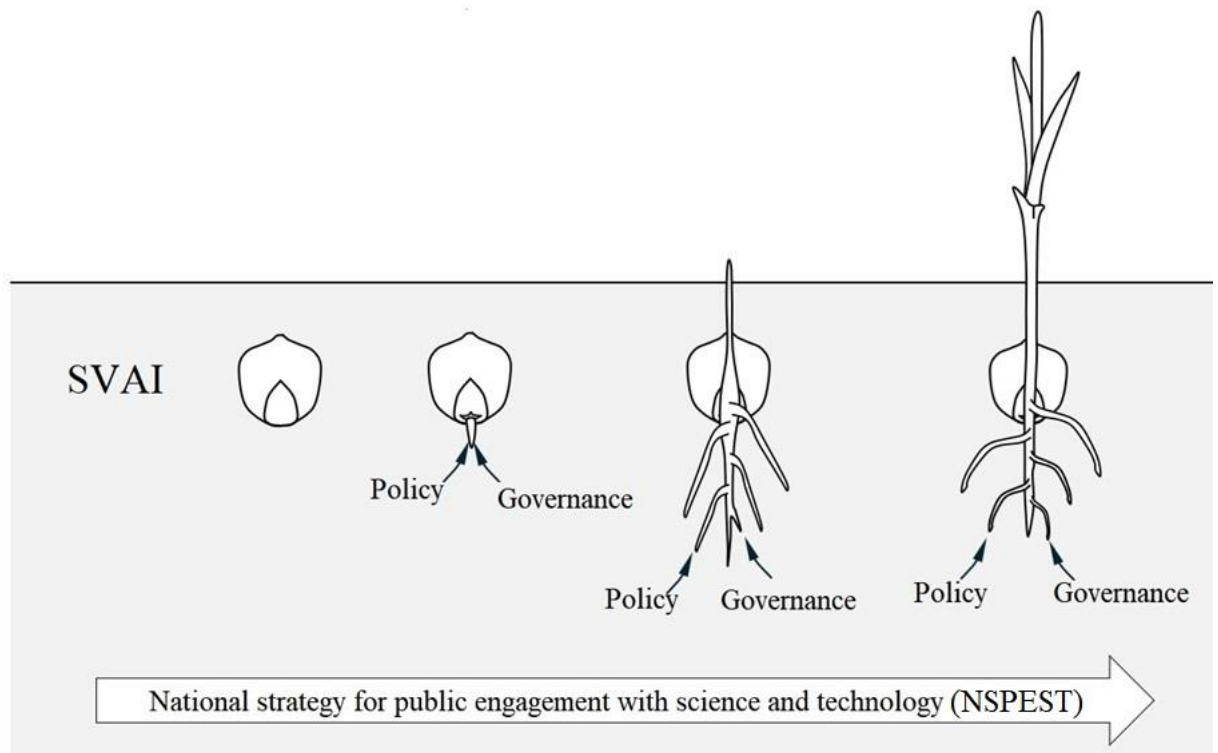 SVAI
Policy
Governance
Policy
Governance
Policy
Governance
National strategy for public engagement with science and technology (NSPEST)